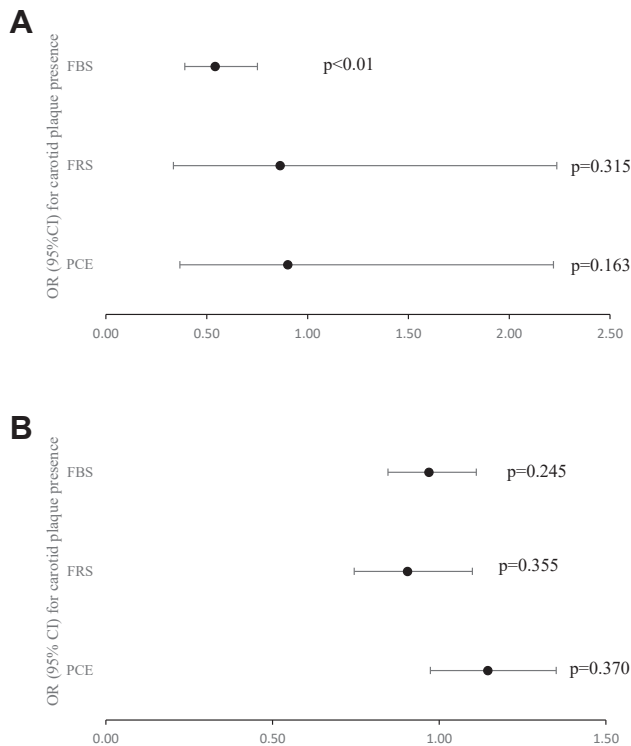 A
OR (95%CI) for carotid plaque presence
FBS
p<0.01
FRS
p=0.315
PCE
p=0.163
0.00 0.50 1.00 1.50 2.00 2.50
B
OR (95% CI) for carotid plaque presence
FBS
p=0.245
FRS
p=0.355
PCE
p=0.370
0.00 0.50 1.00 1.50